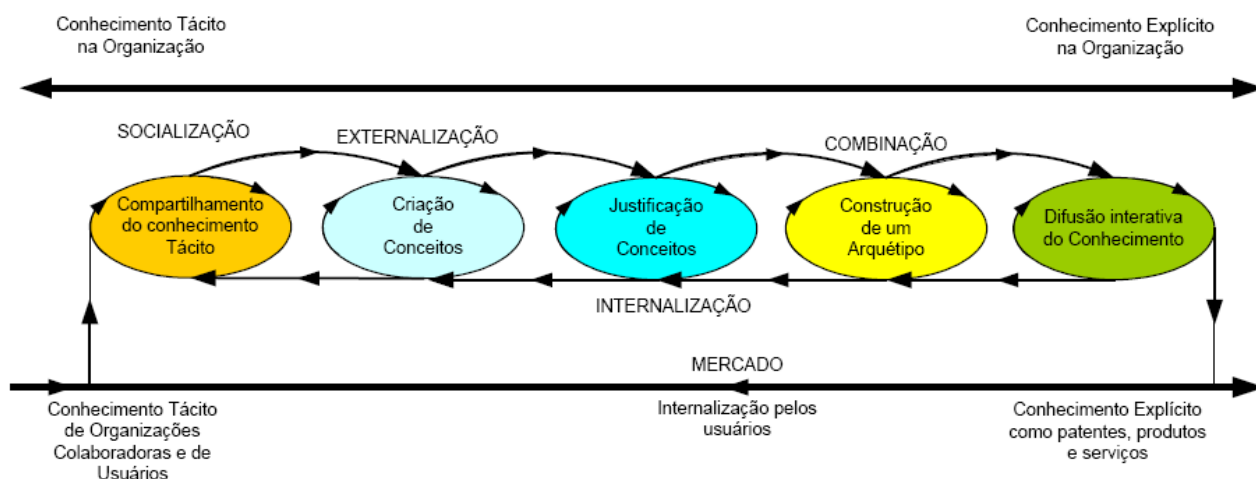 Conhecimento Tácito
na Organização
Conhecimento Explícito
na Organização
SOCIALIZAÇÃO
EXTERNALIZAÇÃO
COMBINAÇÃO
Compartilhamento
do conhecimento
Tácito
Criação
de
Conceitos
Justificação
de
Conceitos
Construção
de um
Arquétipo
Difusão interativa
do Conhecimento
INTERNALIZAÇÃO
MERCADO
Conhecimento Tácito
de Organizações
Colaboradoras e de
Usuários
Internalização pelos
usuários
Conhecimento Explícito
como patentes, produtos
e serviços